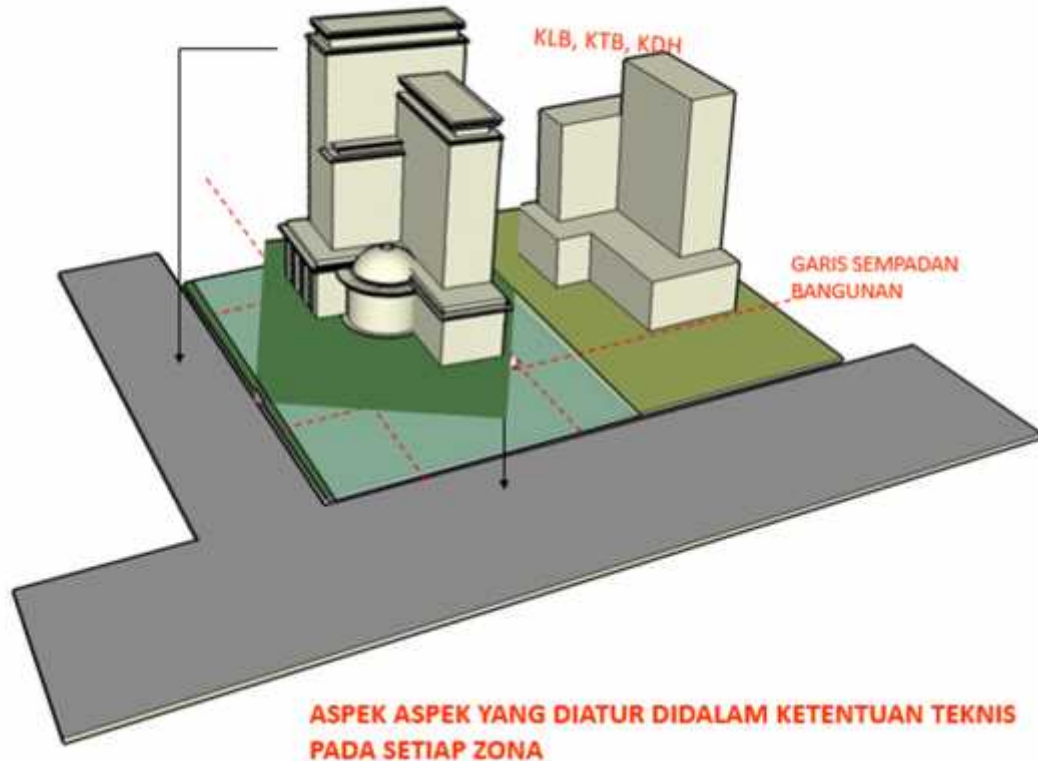 KLB, KTB, KDH
GARIS SEMPADAN
BANGUNAN
ASPEK ASPEK YANG DIATUR DIDALAM KETENTUAN TEKNIS
PADA SETIAP ZONA